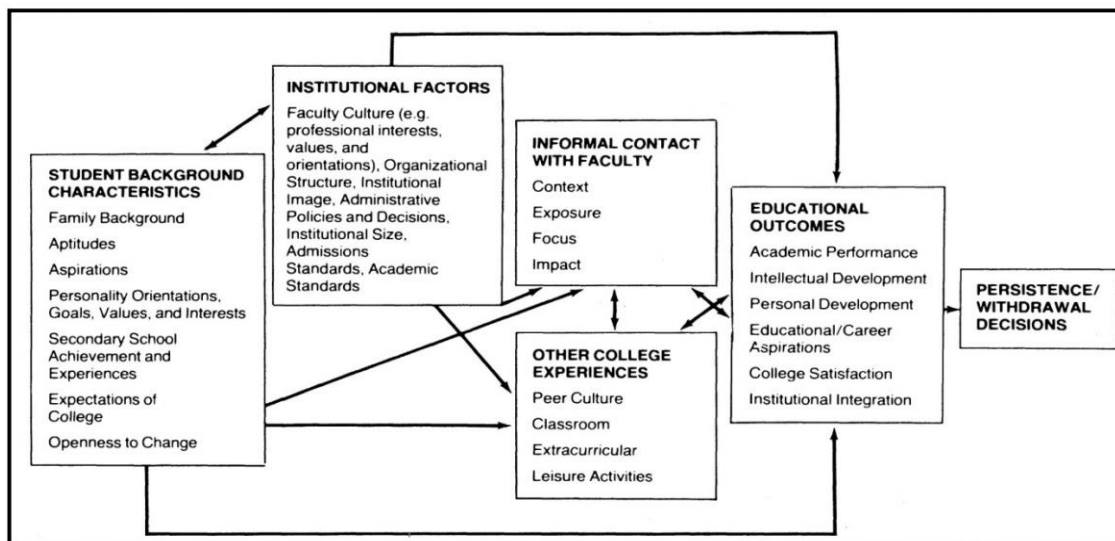 INSTITUTIONAL FACTORS
Faculty Culture (e.g.
professional interests,
values, and
orientations), Organizational
Structure, Institutional
Image, Administrative
Policies and Decisions,
Institutional Size,
Admissions
Standards, Academic
Standards
STUDENT BACKGROUND
CHARACTERISTICS
Family Background
Aptitudes
Aspirations
Personality Orientations,
Goals, Values, and Interests
Secondary School
Achievement and
Experiences
Expectations of
College
Openness to Change
INFORMAL CONTACT
WITH FACULTY
Context
Exposure
Focus
Impact
OTHER COLLEGE
EXPERIENCES
Peer Culture
Classroom
Extracurricular
Leisure Activities
EDUCATIONAL
OUTCOMES
Academic Performance
Intellectual Development
Personal Development
Educational/Career
Aspirations
College Satisfaction
Institutional Integration
PERSISTENCE/
WITHDRAWAL
DECISIONS